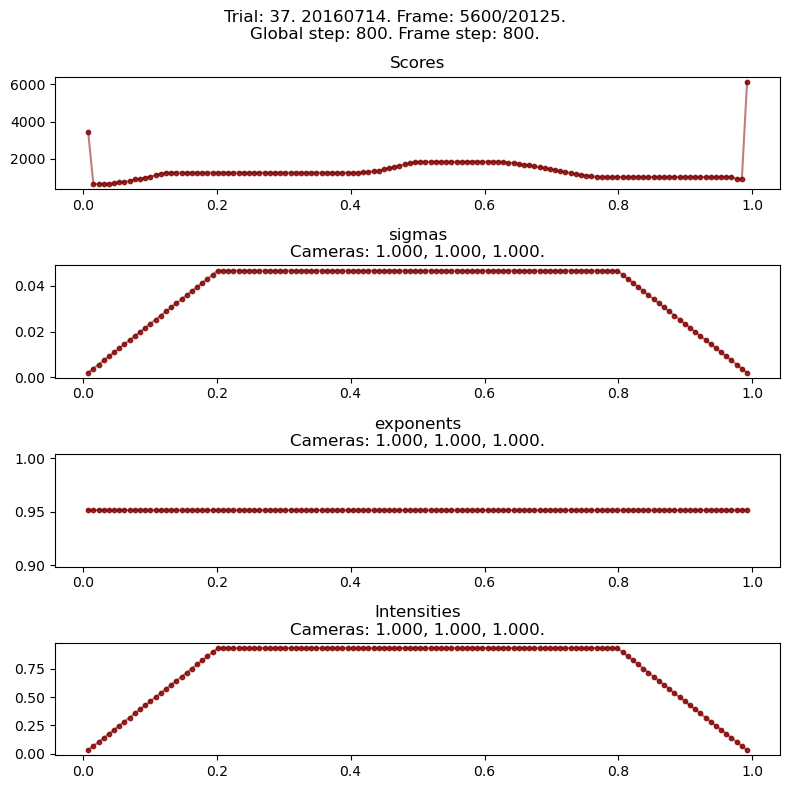 Trial: 37. 20160714. Frame: 5600/20125.
Global step: 800. Frame step: 800.
Scores
6000
4000
2000
0.0 0.2 0.4 0.6 0.8 1.0
sigmas
Cameras: 1.000, 1.000, 1.000.
0.04
0.02
0.00
0.0 0.2 0.4 0.6 0.8 1.0
exponents
Cameras: 1.000, 1.000, 1.000.
1.00
0.95
0.90
0.0 0.2 0.4 0.6 0.8 1.0
Intensities
Cameras: 1.000, 1.000, 1.000.
0.75
0.50
0.25
0.00
0.0 0.2 0.4 0.6 0.8 1.0